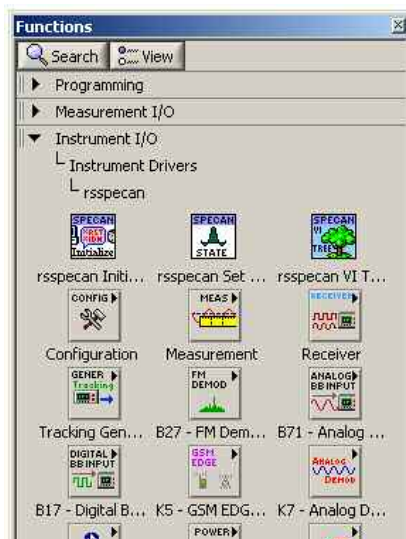 Functions
Search View
Programming
Measurement I/O
Instrument I/O
Instrument Drivers
rsspecan
SPECAN SPECAN SPECAN
*RST *IDN VI
Initialize STATE TREE
rsspecan Initi... rsspecan Set ... rsspecan VI T...
CONFIG MEAS RECEIVER
Configuration Measurement Receiver
GENER Tracking FM DEMOD ANALOG BB INPUT
Tracking Gen... B27 - FM Dem... B71 - Analog ...
DIGITAL BB INPUT GSM EDGE ANALOG DEMOD
B17 - Digital B... K5 - GSM EDG... K7 - Analog D...
POWER